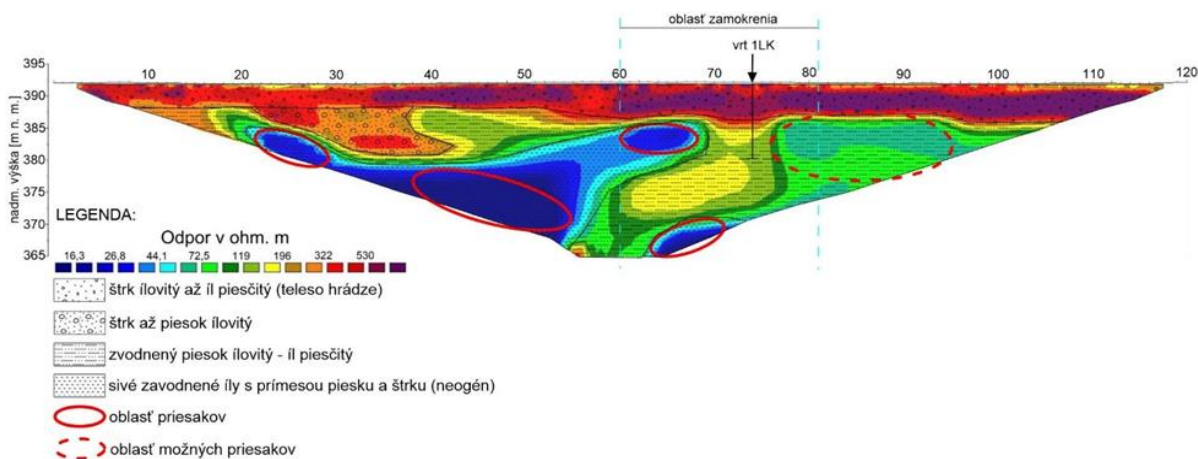 oblasť zamokrenia
vrt 1LK
395
10 20 30 40 50 60 70 80 90 100 110 120
390
385
380
375
370
365
nadm. výška [m n. m.]
LEGENDA:
Odpor v ohm. m
16,3 26,8 44,1 72,5 119 196 322 530
štrk ílovitý až íl piesčitý (teleso hrádze)
štrk až piesok ílovitý
zvodnený piesok ílovitý - íl piesčitý
sivé zavodnené íly s prímesou piesku a štrku (neogén)
oblasť priesakov
oblasť možných priesakov